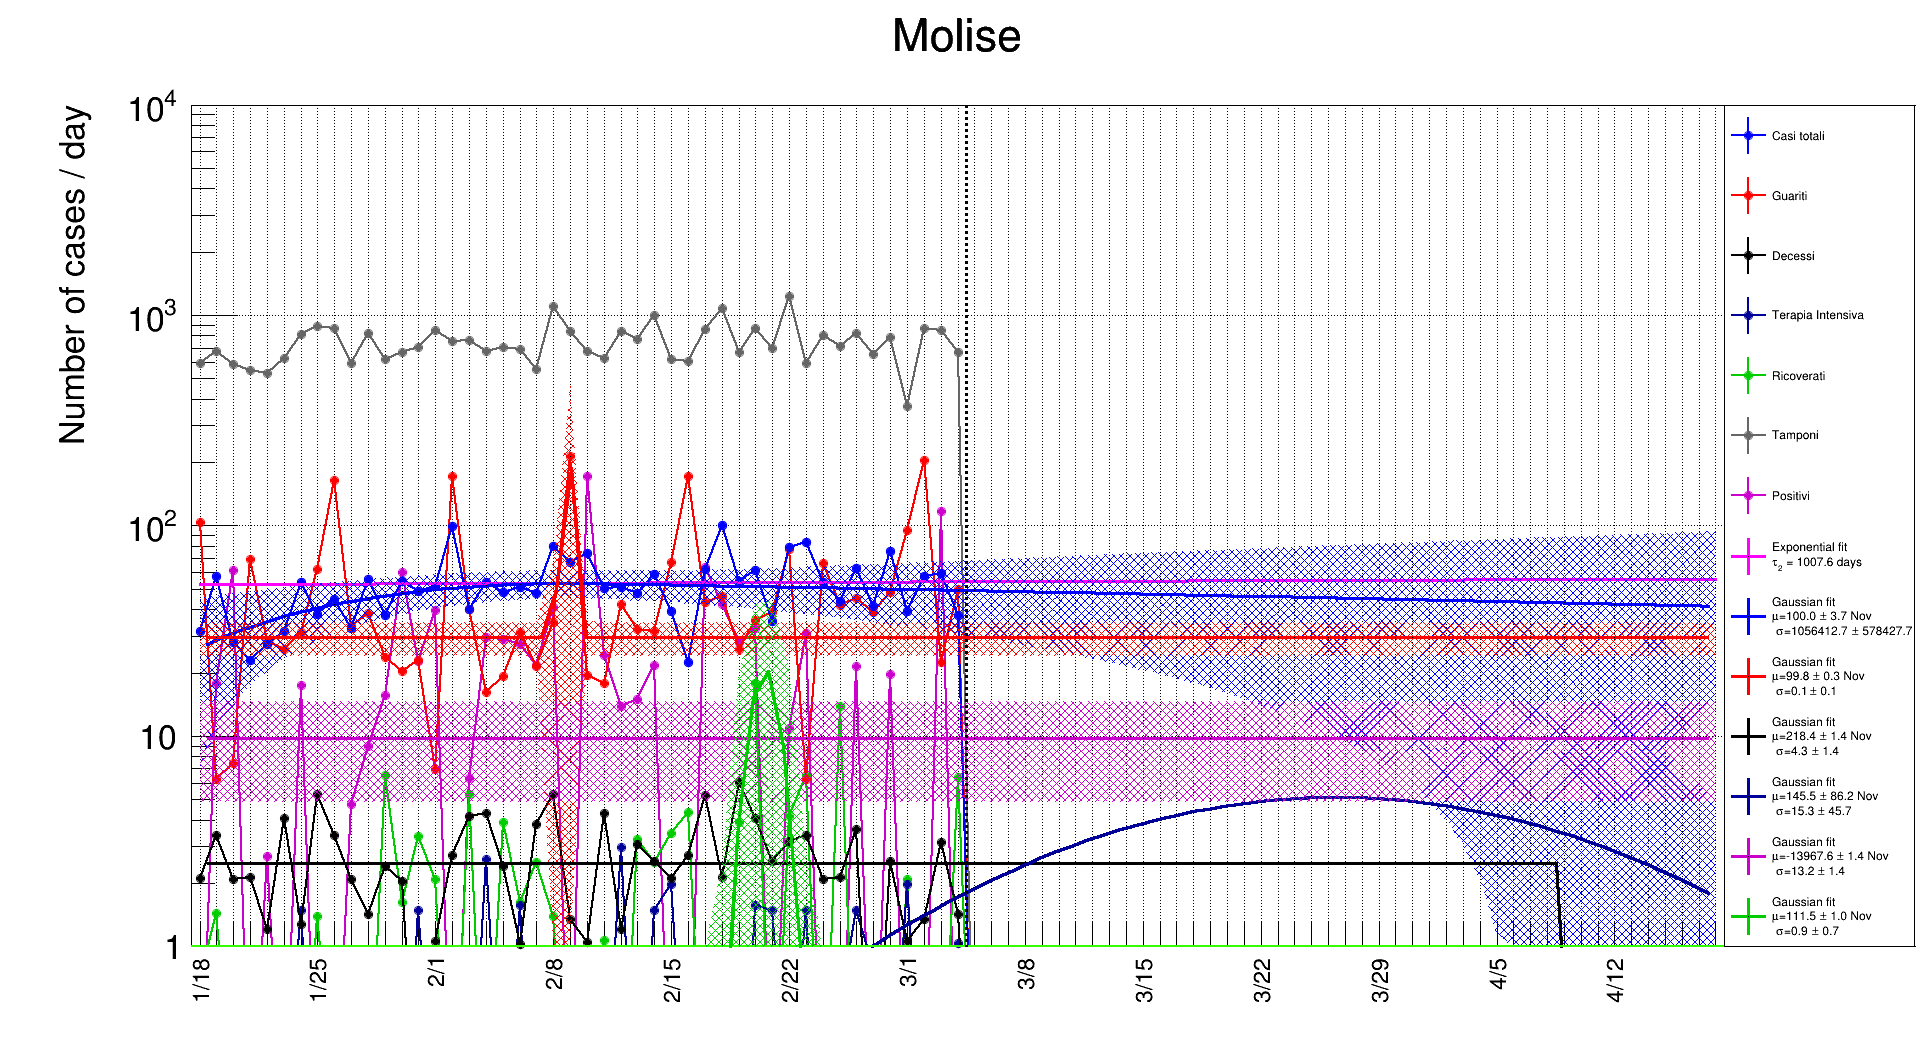 Molise
Number of cases / day
10^4
10^3
10^2
10
1
1/18
1/25
2/1
2/8
2/15
2/22
3/1
3/8
3/15
3/22
3/29
4/5
4/12
Casi totali
Guariti
Decessi
Terapia Intensiva
Ricoverati
Tamponi
Positivi
Exponential fit
τ2 = 1007.6 days
Gaussian fit
μ=100.0 ± 3.7 Nov
σ=1056412.7 ± 578427.7
Gaussian fit
μ=99.8 ± 0.3 Nov
σ=0.1 ± 0.1
Gaussian fit
μ=218.4 ± 1.4 Nov
σ=4.3 ± 1.4
Gaussian fit
μ=145.5 ± 86.2 Nov
σ=15.3 ± 45.7
Gaussian fit
μ=-13967.6 ± 1.4 Nov
σ=13.2 ± 1.4
Gaussian fit
μ=111.5 ± 1.0 Nov
σ=0.9 ± 0.7